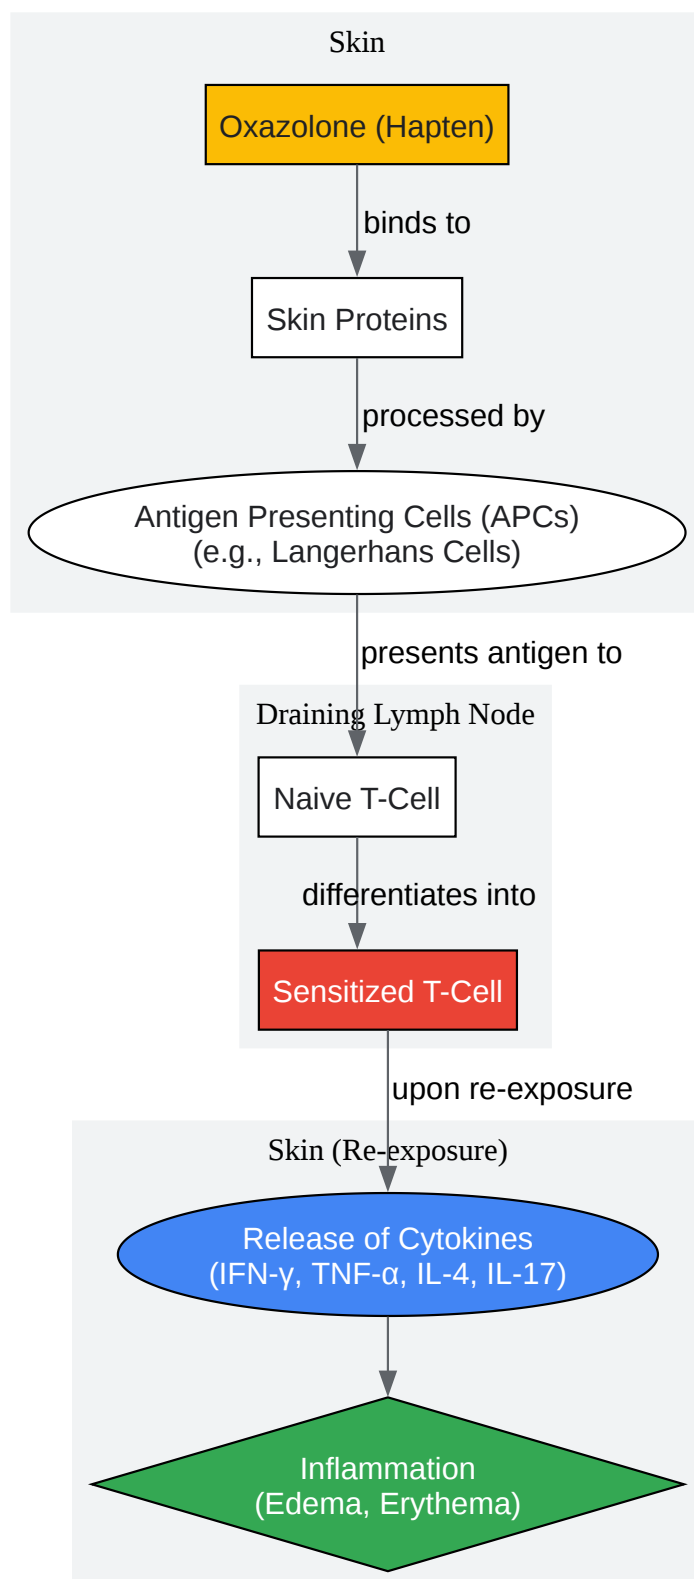 Skin
Oxazolone (Hapten)
binds to
Skin Proteins
processed by
Antigen Presenting Cells (APCs)
(e.g., Langerhans Cells)
presents antigen to
Draining Lymph Node
Naive T-Cell
differentiates into
Sensitized T-Cell
upon re-exposure
Skin (Re-exposure)
Release of Cytokines
(IFN-γ, TNF-α, IL-4, IL-17)
Inflammation
(Edema, Erythema)